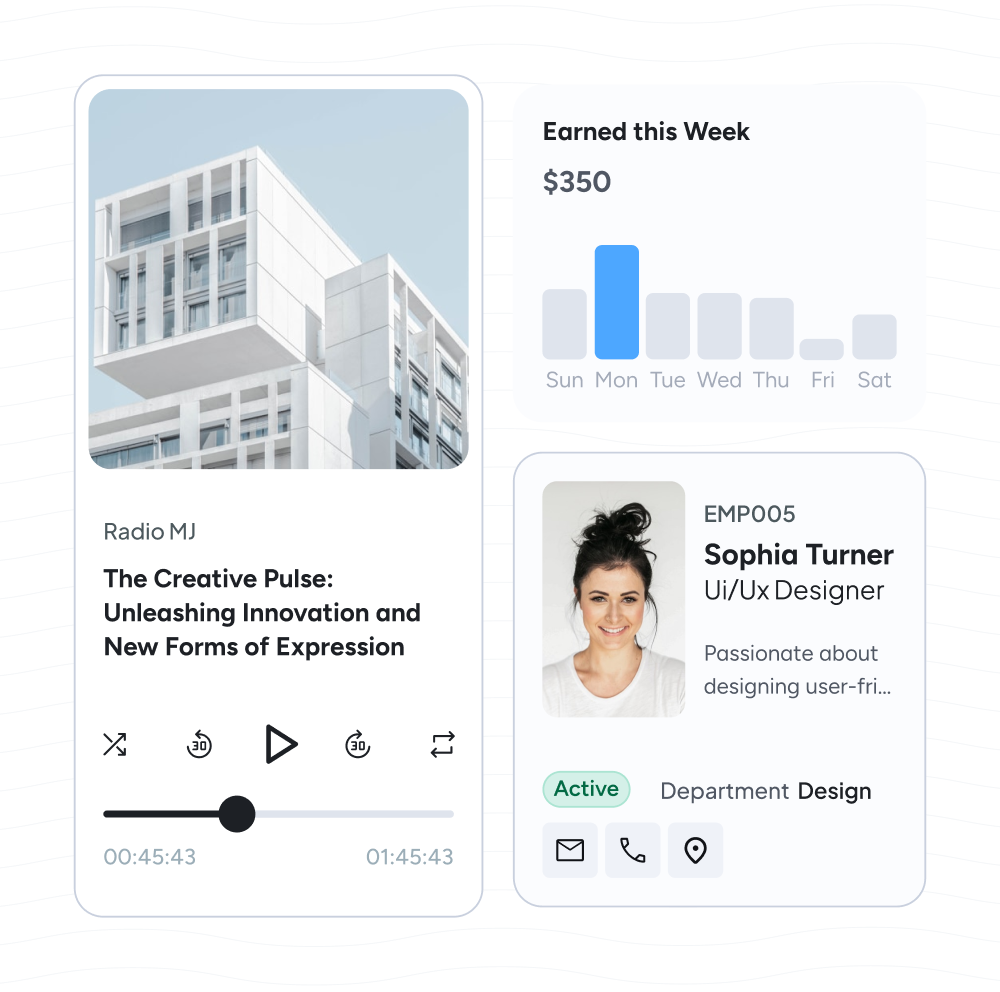 Radio MJ
The Creative Pulse:
Unleashing Innovation and
New Forms of Expression
30
30
00:45:43
01:45:43
Earned this Week
$350
Sun Mon Tue Wed Thu Fri Sat
EMP005
Sophia Turner
Ui/Ux Designer
Passionate about
designing user-fri...
Active
Department Design